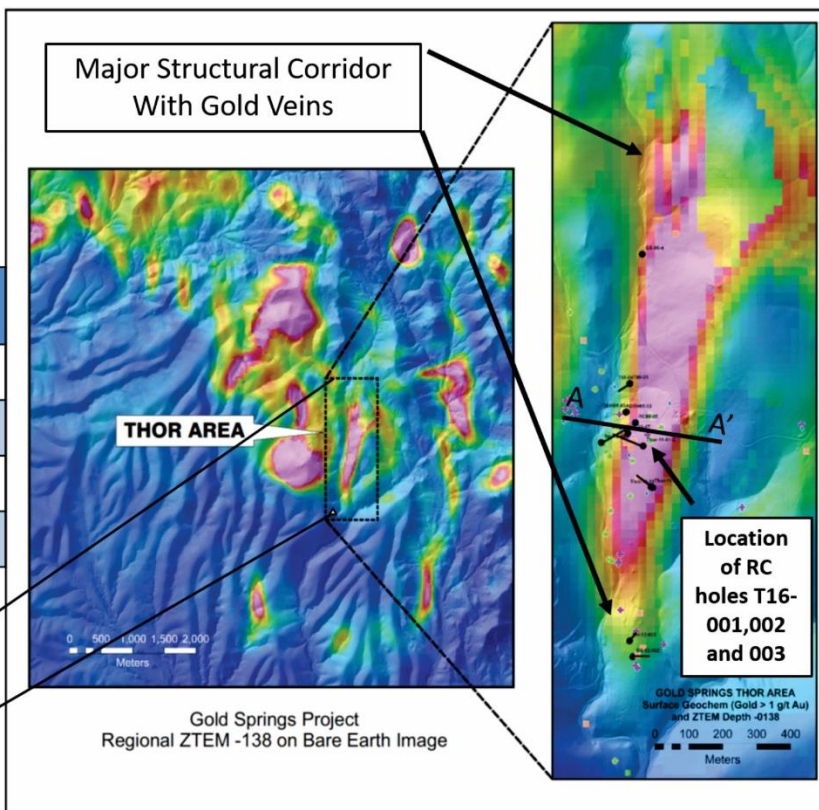 Major Structural Corridor
With Gold Veins
THOR AREA
0 500 1,000 1,500 2,000
Meters
Gold Springs Project
Regional ZTEM -138 on Bare Earth Image
A
A'
Location
of RC
holes T16-
001,002
and 003
GOLD SPRINGS THOR AREA
Surface Geochem (Gold > 1 g/t Au)
and ZTEM Depth -0138
0 100 200 300 400
Meters